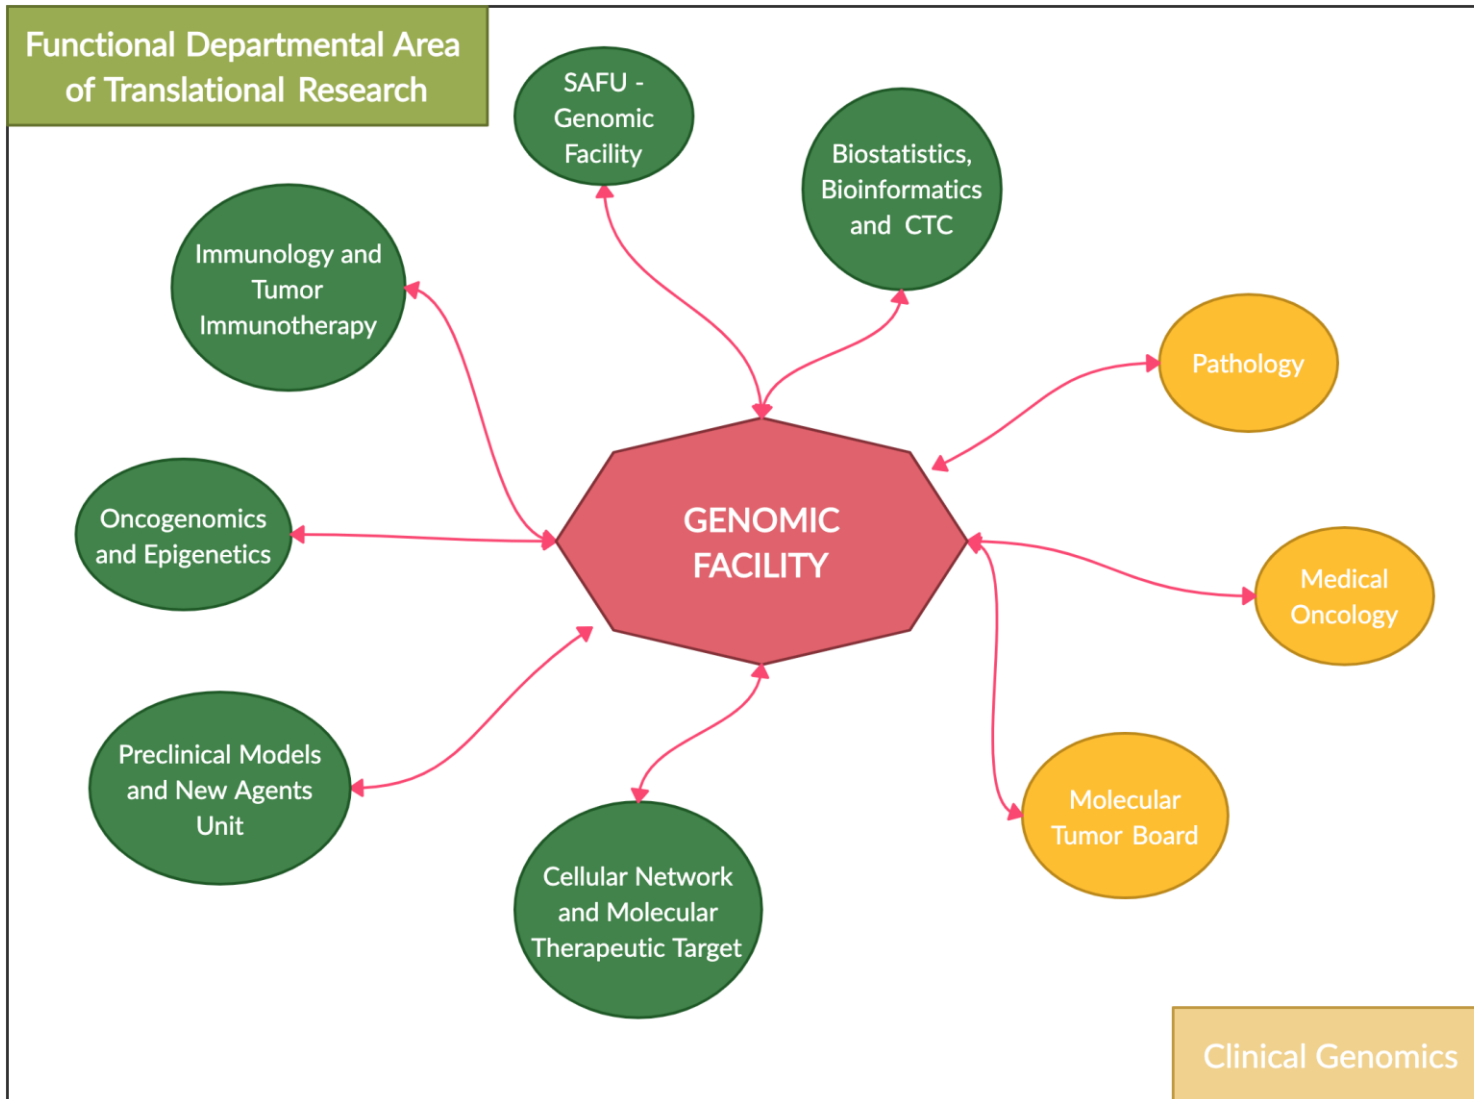 Functional Departmental Area
of Translational Research
SAFU -
Genomic
Facility
Biostatistics,
Bioinformatics
and CTC
Immunology and
Tumor
Immunotherapy
Pathology
Oncogenomics
and Epigenetics
GENOMIC
FACILITY
Medical
Oncology
Preclinical Models
and New Agents
Unit
Molecular
Tumor Board
Cellular Network
and Molecular
Therapeutic Target
Clinical Genomics